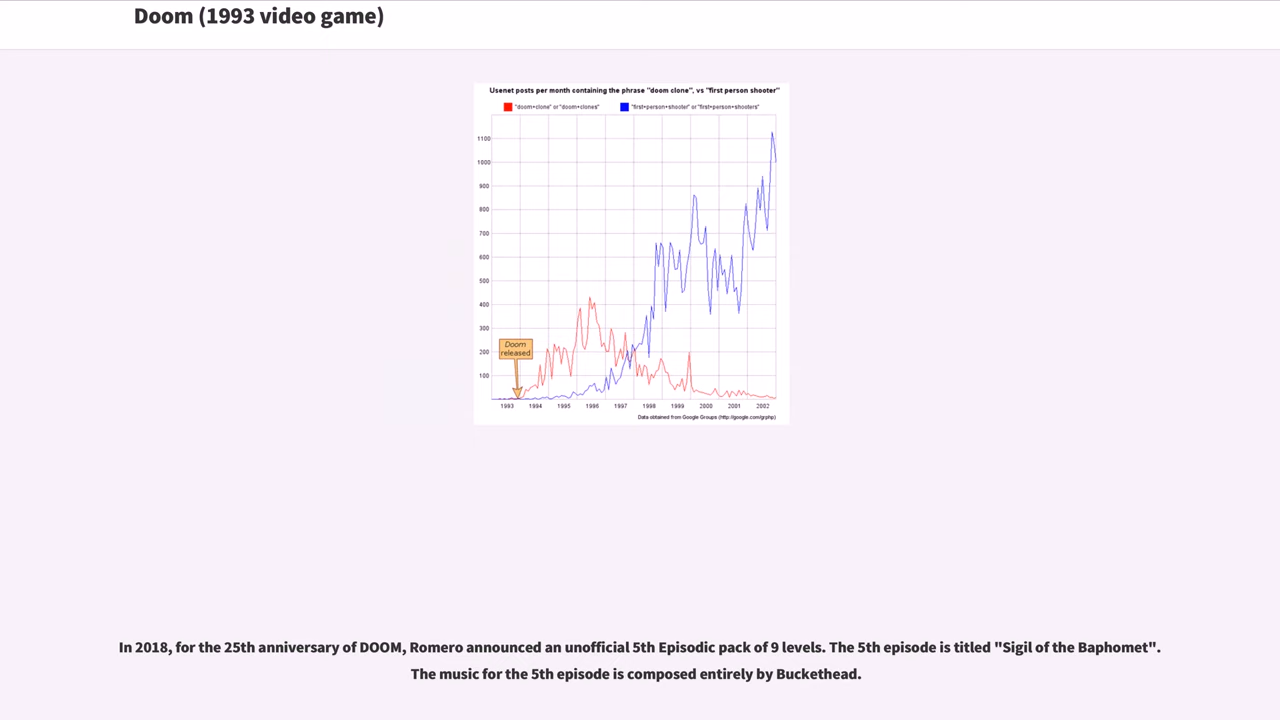 Doom (1993 video game)
Usenet posts per month containing the phrase "doom clone", vs "first person shooter"
"doom+clone" or "doom+clones" "first+person+shooter" or "first+person+shooters"
1100
1000
900
800
700
600
500
400
300
200
100
Doom
released
1993 1994 1995 1996 1997 1998 1999 2000 2001 2002
Data obtained from Google Groups (http://google.com/grphp)
In 2018, for the 25th anniversary of DOOM, Romero announced an unofficial 5th Episodic pack of 9 levels. The 5th episode is titled "Sigil of the Baphomet".
The music for the 5th episode is composed entirely by Buckethead.